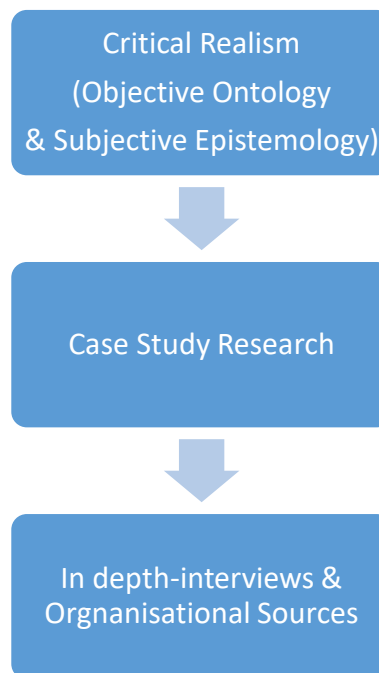 Critical Realism
(Objective Ontology
& Subjective Epistemology)
Case Study Research
In depth-interviews &
Orgnanisational Sources